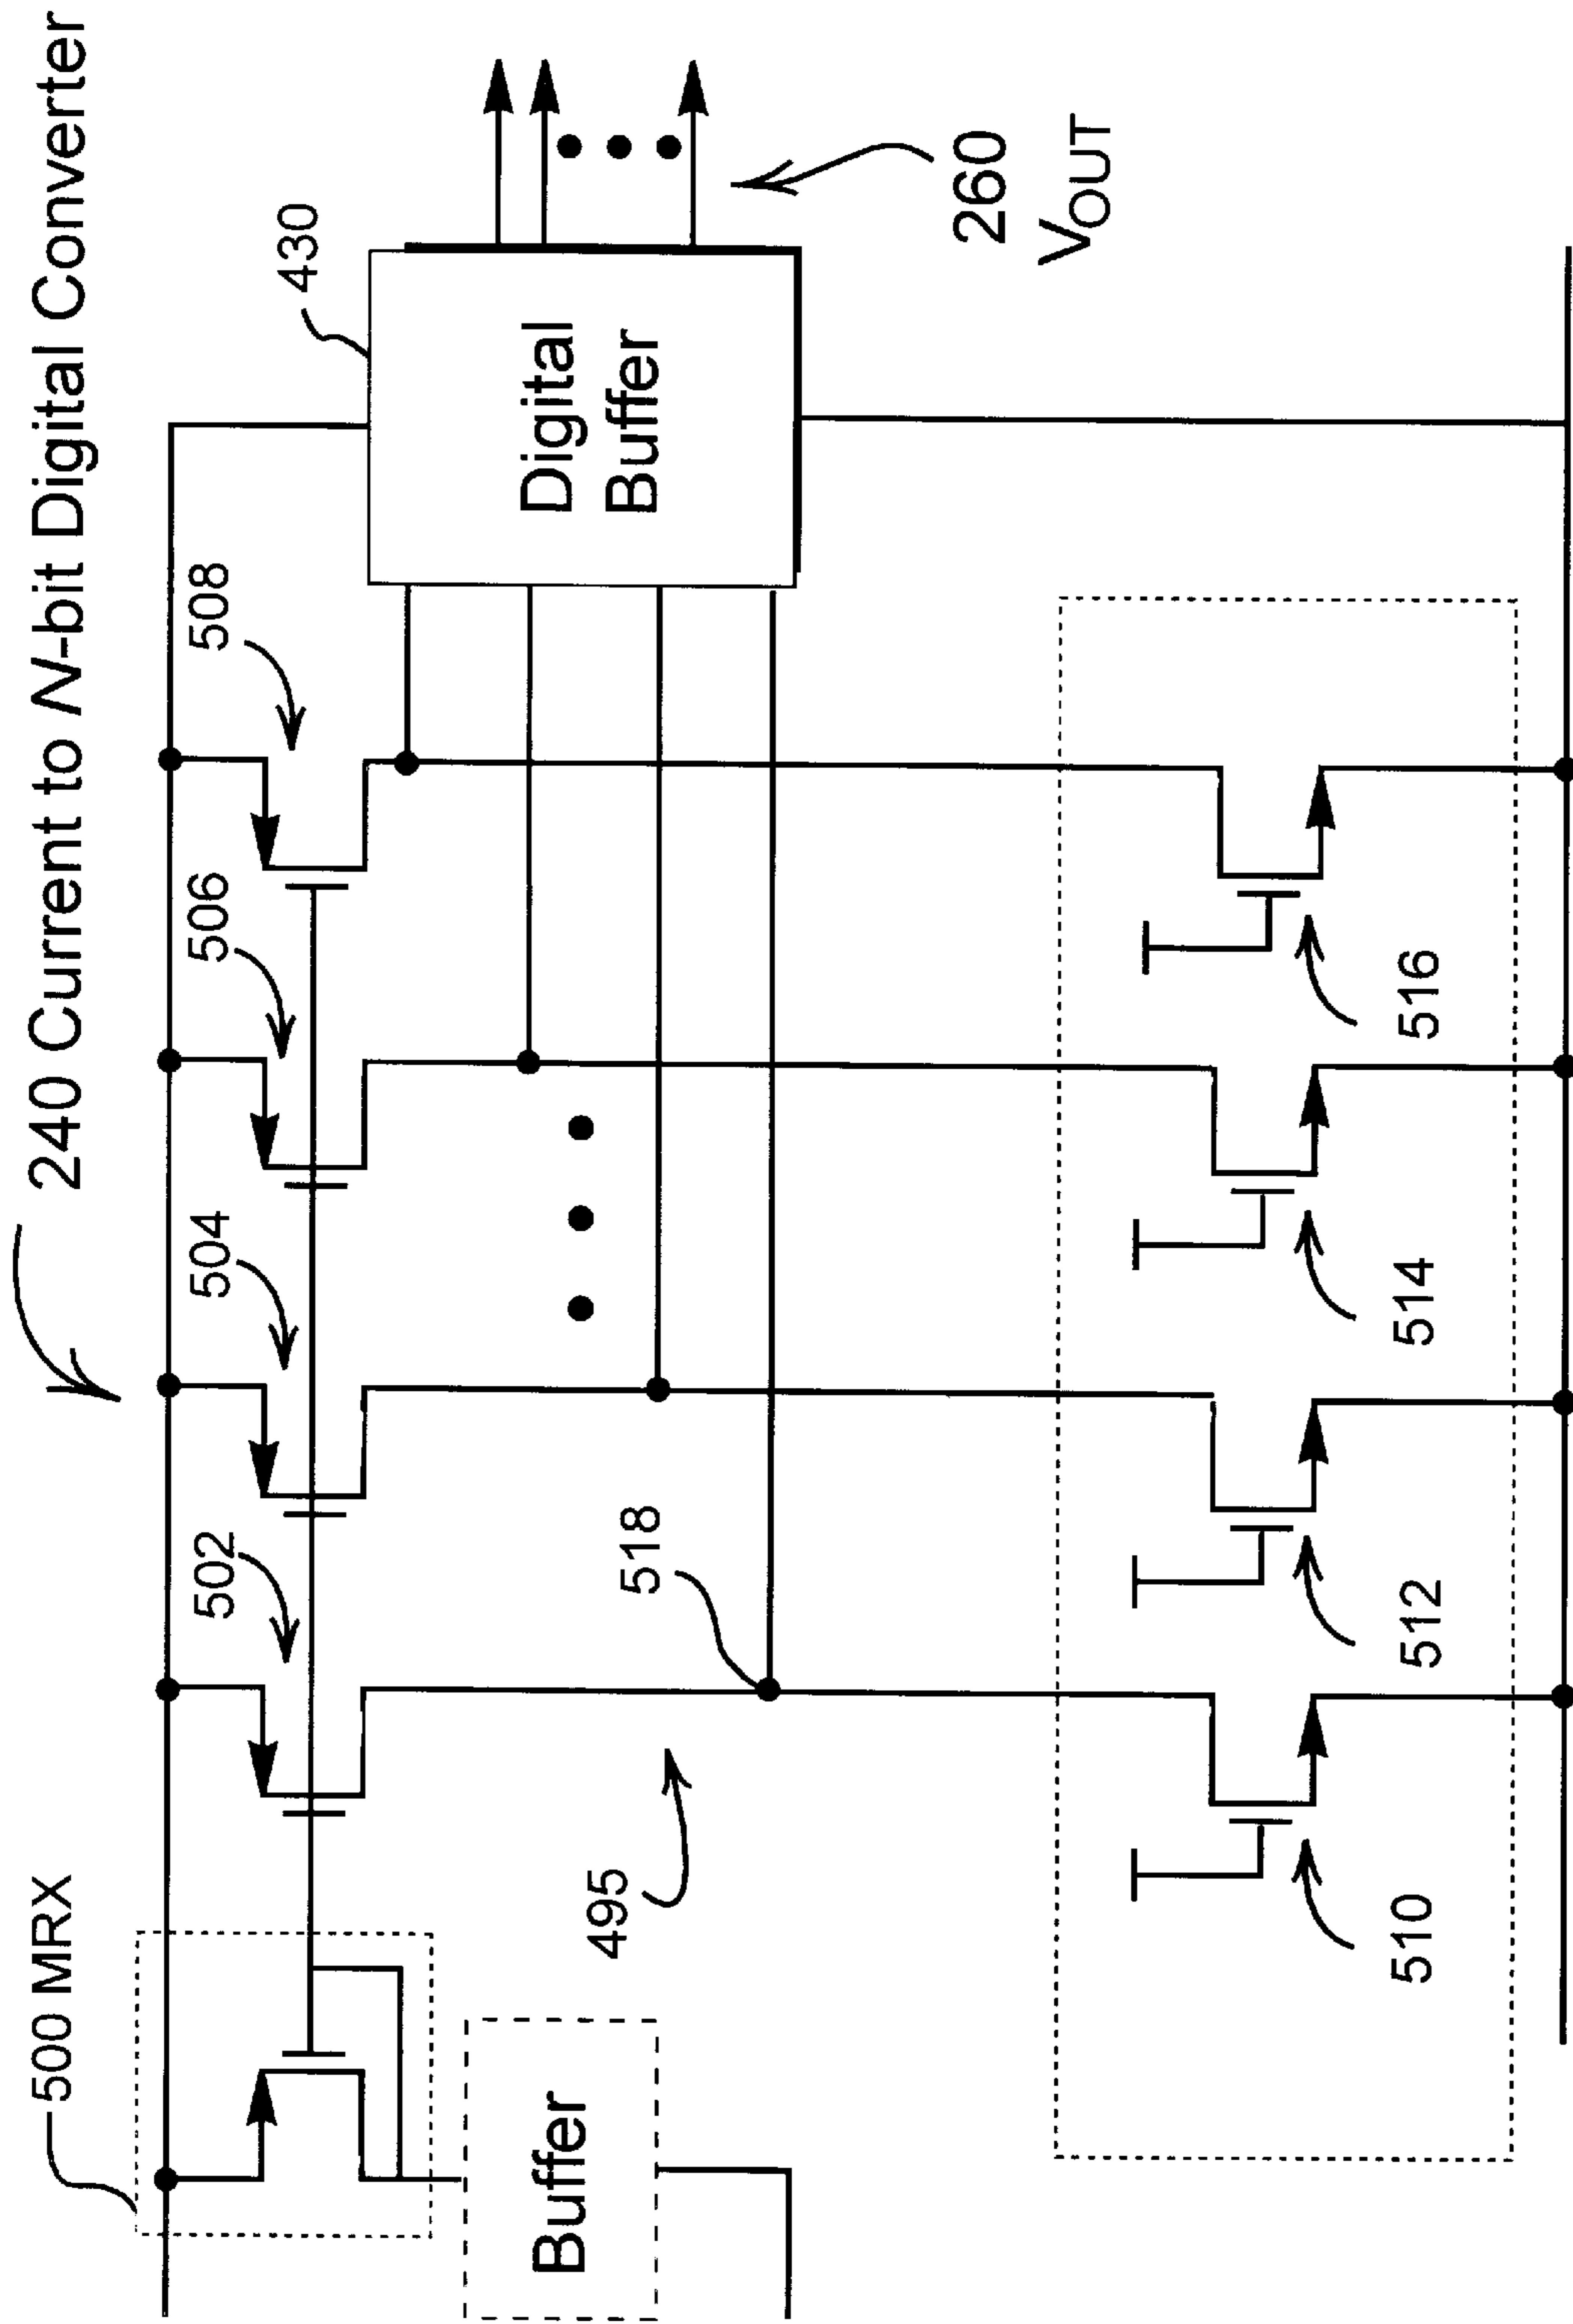 240 Current to N-bit Digital Converter
500 MRX
502
504
506
508
430
Buffer
495
518
Digital
Buffer
260
VOUT
510
512
514
516